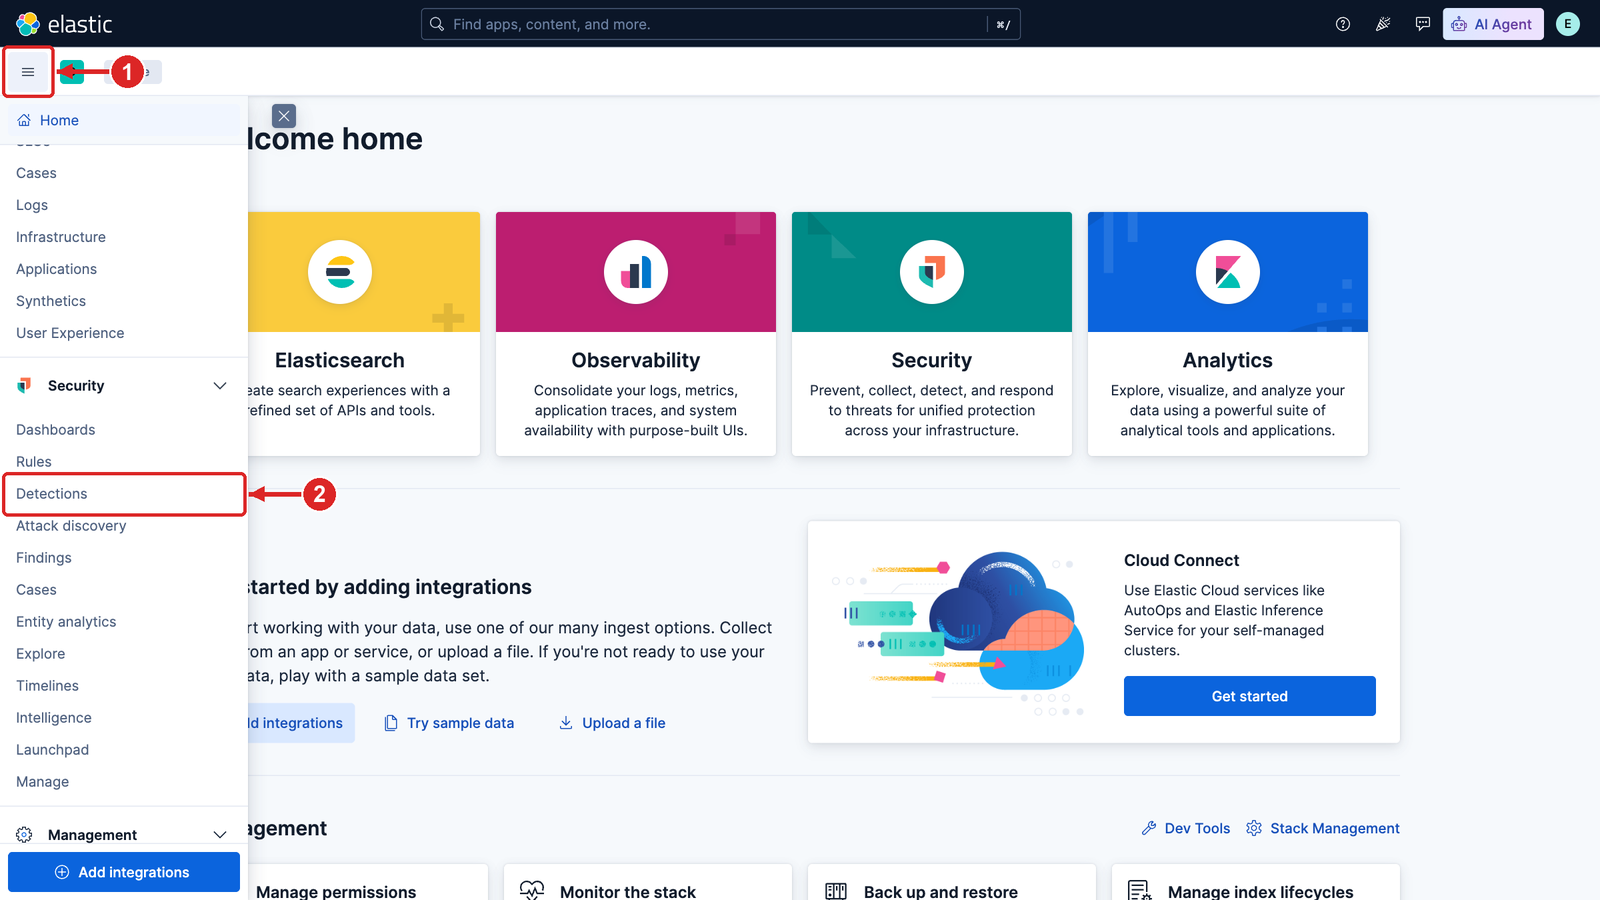 elastic
Find apps, content, and more.
⌘/
AI Agent
E
1
Home
Cases
Logs
Infrastructure
Applications
Synthetics
User Experience
Security
Dashboards
Rules
Detections
2
Attack discovery
Findings
Cases
Entity analytics
Explore
Timelines
Intelligence
Launchpad
Manage
Management
Add integrations
lcome home
Elasticsearch
eate search experiences with a
refined set of APIs and tools.
Observability
Consolidate your logs, metrics,
application traces, and system
availability with purpose-built UIs.
Security
Prevent, collect, detect, and respond
to threats for unified protection
across your infrastructure.
Analytics
Explore, visualize, and analyze your
data using a powerful suite of
analytical tools and applications.
started by adding integrations
rt working with your data, use one of our many ingest options. Collect
rom an app or service, or upload a file. If you're not ready to use your
ata, play with a sample data set.
dd integrations
Try sample data
Upload a file
Cloud Connect
Use Elastic Cloud services like
AutoOps and Elastic Inference
Service for your self-managed
clusters.
Get started
agement
Dev Tools
Stack Management
Manage permissions
Monitor the stack
Back up and restore
Manage index lifecycles